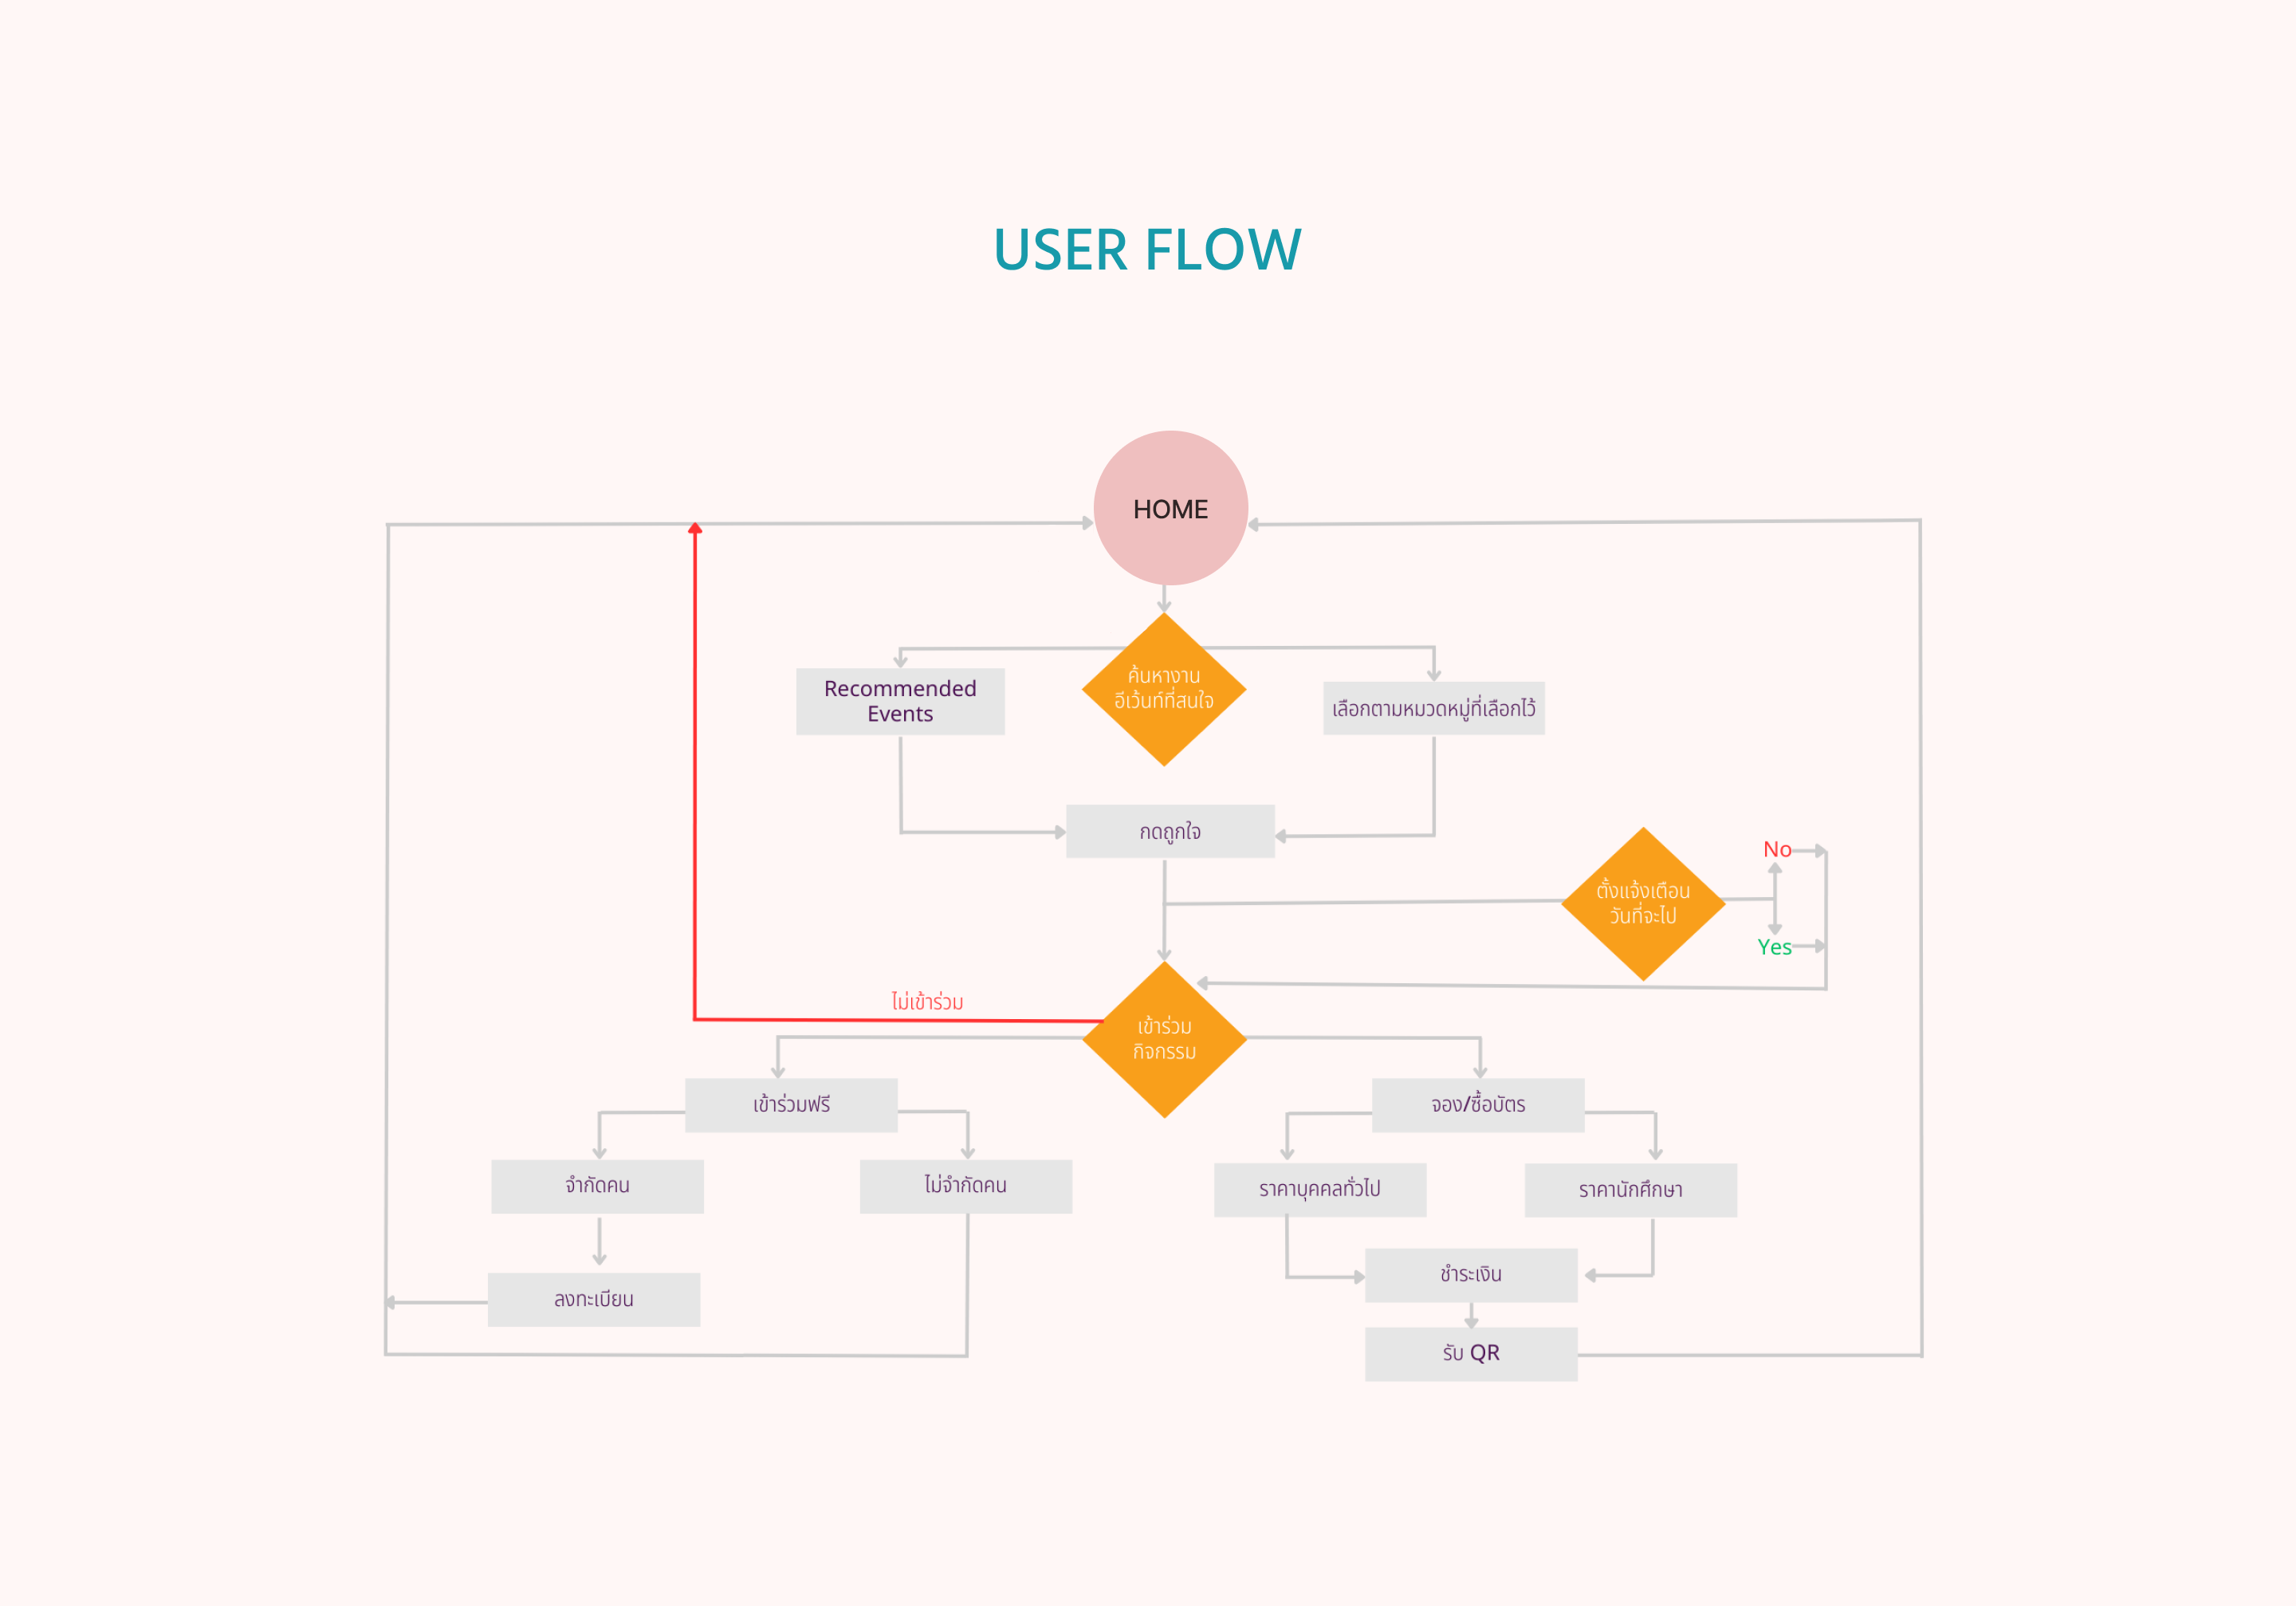 USER FLOW
HOME
ค้นหางาน
อีเว้นท์ที่สนใจ
Recommended
Events
เลือกตามหมวดหมู่ที่เลือกไว้
กดถูกใจ
ตั้งแจ้งเตือน
วันที่จะไป
No
Yes
ไม่เข้าร่วม
เข้าร่วม
กิจกรรม
เข้าร่วมฟรี
จอง/ซื้อบัตร
จำกัดคน
ไม่จำกัดคน
ราคาบุคคลทั่วไป
ราคานักศึกษา
ลงทะเบียน
ชำระเงิน
รับ QR